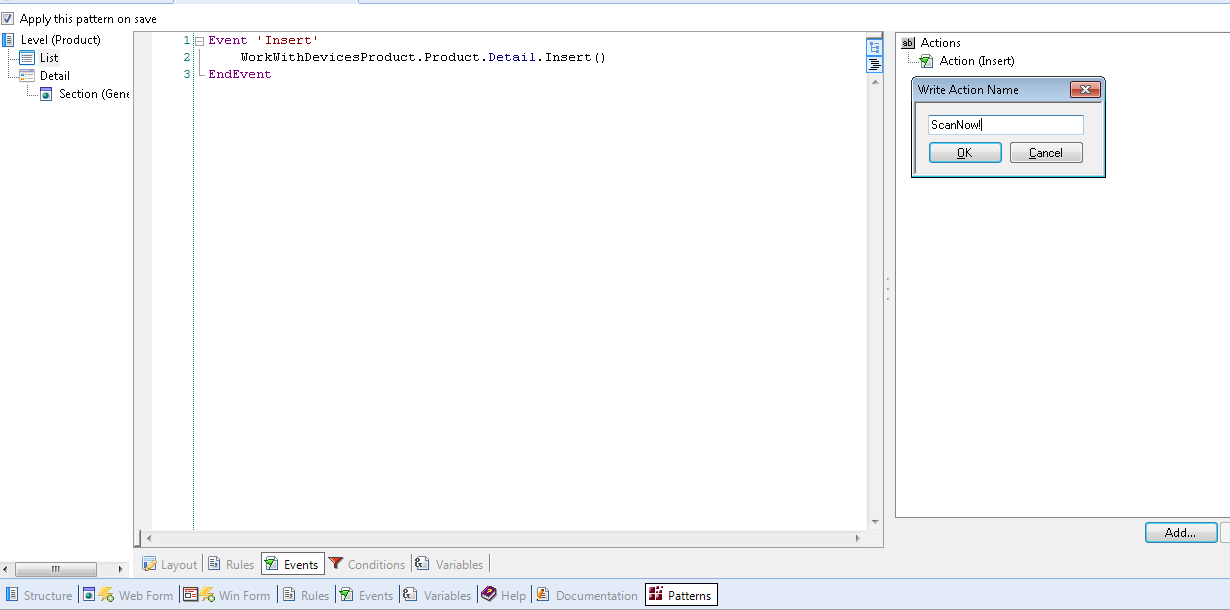 Apply this pattern on save
Level (Product)
List
Detail
Section (Gene
1 Event 'Insert'
2 WorkWithDevicesProduct.Product.Detail.Insert()
3 EndEvent
Actions
Action (Insert)
Write Action Name
ScanNow!
OK Cancel
Add...
Layout Rules Events Conditions Variables
Structure Web Form Win Form Rules Events Variables Help Documentation Patterns